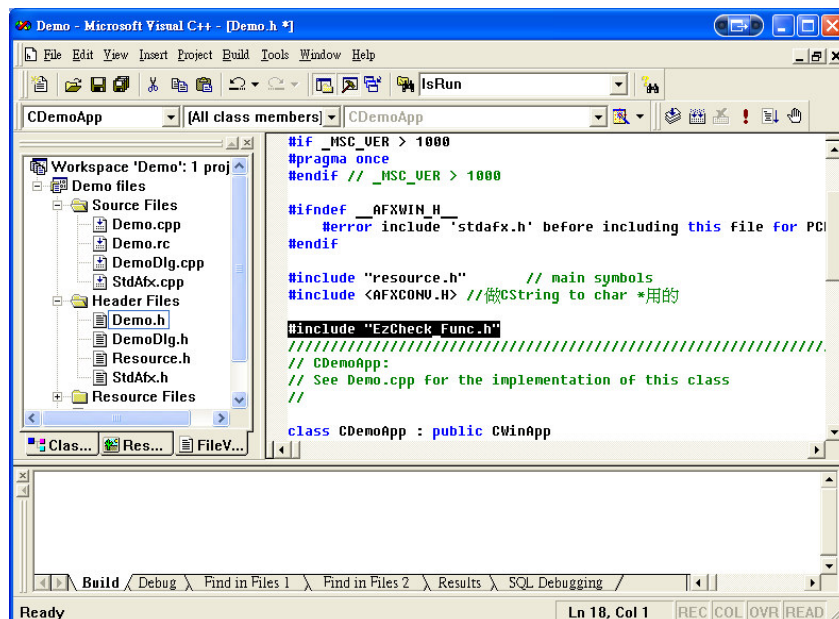 Demo - Microsoft Visual C++ - [Demo.h *]
File Edit View Insert Project Build Tools Window Help
IsRun
CDemoApp [All class members] CDemoApp
Workspace 'Demo': 1 proj
Demo files
Source Files
Demo.cpp
Demo.rc
DemoDlg.cpp
StdAfx.cpp
Header Files
Demo.h
DemoDlg.h
Resource.h
StdAfx.h
Resource Files
Clas... Res... FileV...
#if _MSC_VER > 1000
#pragma once
#endif // _MSC_VER > 1000
#ifndef __AFXWIN_H__
#error include 'stdafx.h' before including this file for PC
#endif
#include "resource.h" // main symbols
#include <AFXCONV.H> //做CString to char *用的
#include "EzCheck_Func.h"
/////////////////////////////////////////////////////////////////
// CDemoApp:
// See Demo.cpp for the implementation of this class
//
class CDemoApp : public CWinApp
Build Debug Find in Files 1 Find in Files 2 Results SQL Debugging
Ready Ln 18, Col 1 REC COL OVR READ